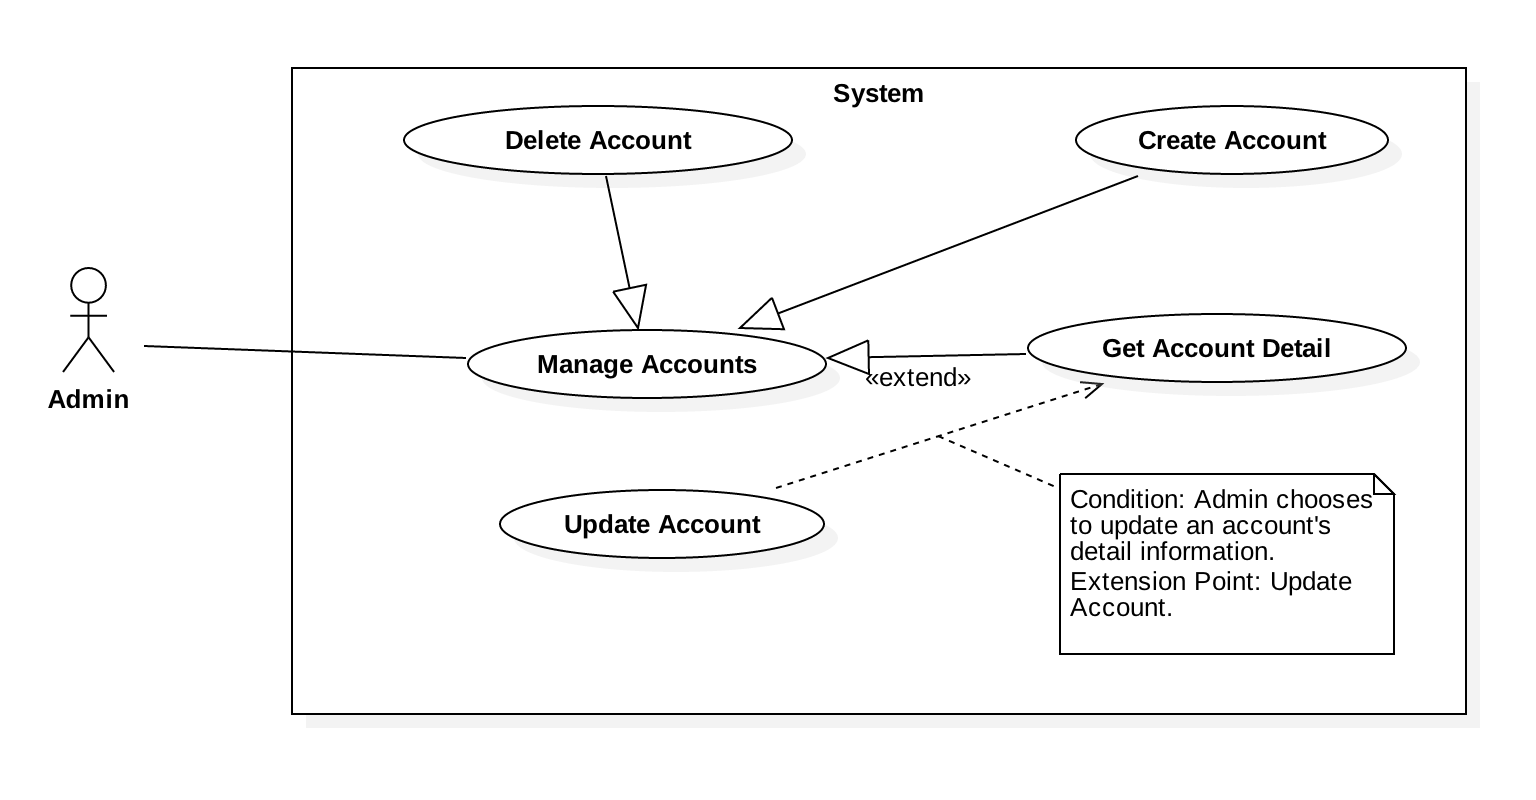 System
Delete Account
Create Account
Admin
Manage Accounts
Get Account Detail
«extend»
Update Account
Condition: Admin chooses
to update an account's
detail information.
Extension Point: Update
Account.